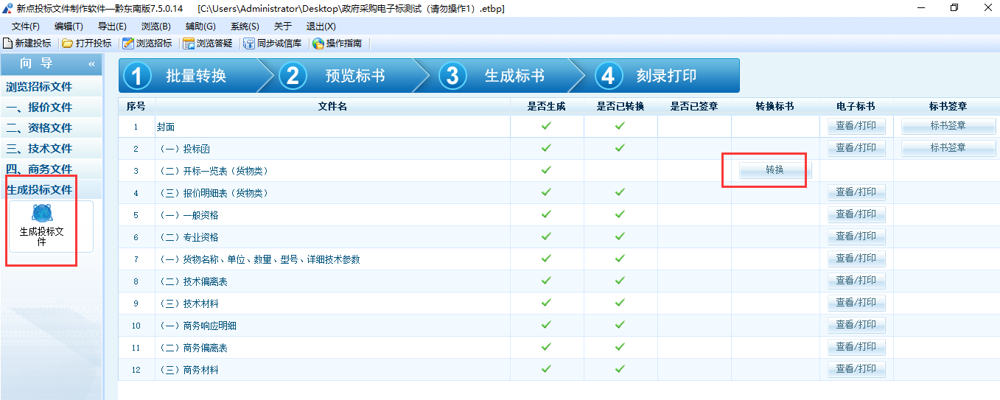 新点投标文件制作软件—黔东南版7.5.0.14 [C:\Users\Administrator\Desktop\政府采购电子标测试（请勿操作1）.etbp]
文件(F) 编辑(T) 导出(E) 浏览(B) 辅助(G) 系统(S) 关于 退出(X)
新建投标 打开投标 浏览招标 浏览答疑 同步诚信库 操作指南
向 导 «
浏览招标文件
一、报价文件
二、资格文件
三、技术文件
四、商务文件
生成投标文件
生成投标文
件
1 批量转换 2 预览标书 3 生成标书 4 刻录打印
序号 文件名 是否生成 是否已转换 是否已签章 转换标书 电子标书 标书签章
1 封面 查看/打印 标书签章
2 （一）投标函 查看/打印 标书签章
3 （二）开标一览表（货物类） 转换
4 （三）报价明细表（货物类） 查看/打印
5 （一）一般资格 查看/打印
6 （二）专业资格 查看/打印
7 （一）货物名称、单位、数量、型号、详细技术参数 查看/打印
8 （二）技术偏离表 查看/打印
9 （三）技术材料 查看/打印
10 （一）商务响应明细 查看/打印
11 （二）商务偏离表 查看/打印
12 （三）商务材料 查看/打印